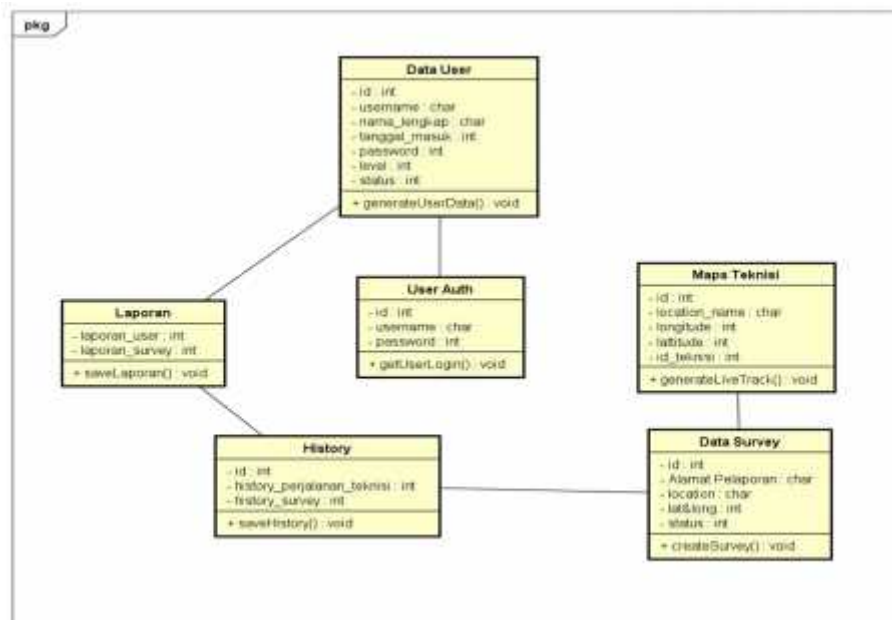 pkg
Data User
- id : int
- username : char
- nama_lengkap : char
- tanggal_masuk : int
- password : int
- level : int
- status : int
+ generateUserData() : void
User Auth
- id : int
- username : char
- password : int
+ getUserLogin() : void
Maps Teknisi
- id : int
- location_name : char
- longitude : int
- lattitude : int
- id_teknisi : int
+ generateLiveTrack() : void
Laporan
- laporan_user : int
- laporan_survey : int
+ saveLaporan() : void
History
- id : int
- history_perjalanan_teknisi : int
- history_survey : int
+ saveHistory() : void
Data Survey
- id : int
- Alamat Pelaporan : char
- location : char
- lat&long : int
- status : int
+ createSurvey() : void